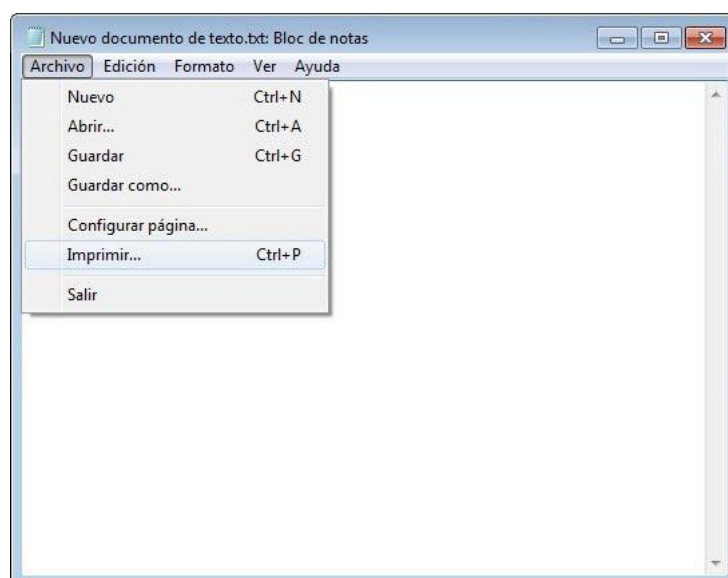 Nuevo documento de texto.txt: Bloc de notas
Archivo Edición Formato Ver Ayuda
Nuevo Ctrl+N
Abrir... Ctrl+A
Guardar Ctrl+G
Guardar como...
Configurar página...
Imprimir... Ctrl+P
Salir